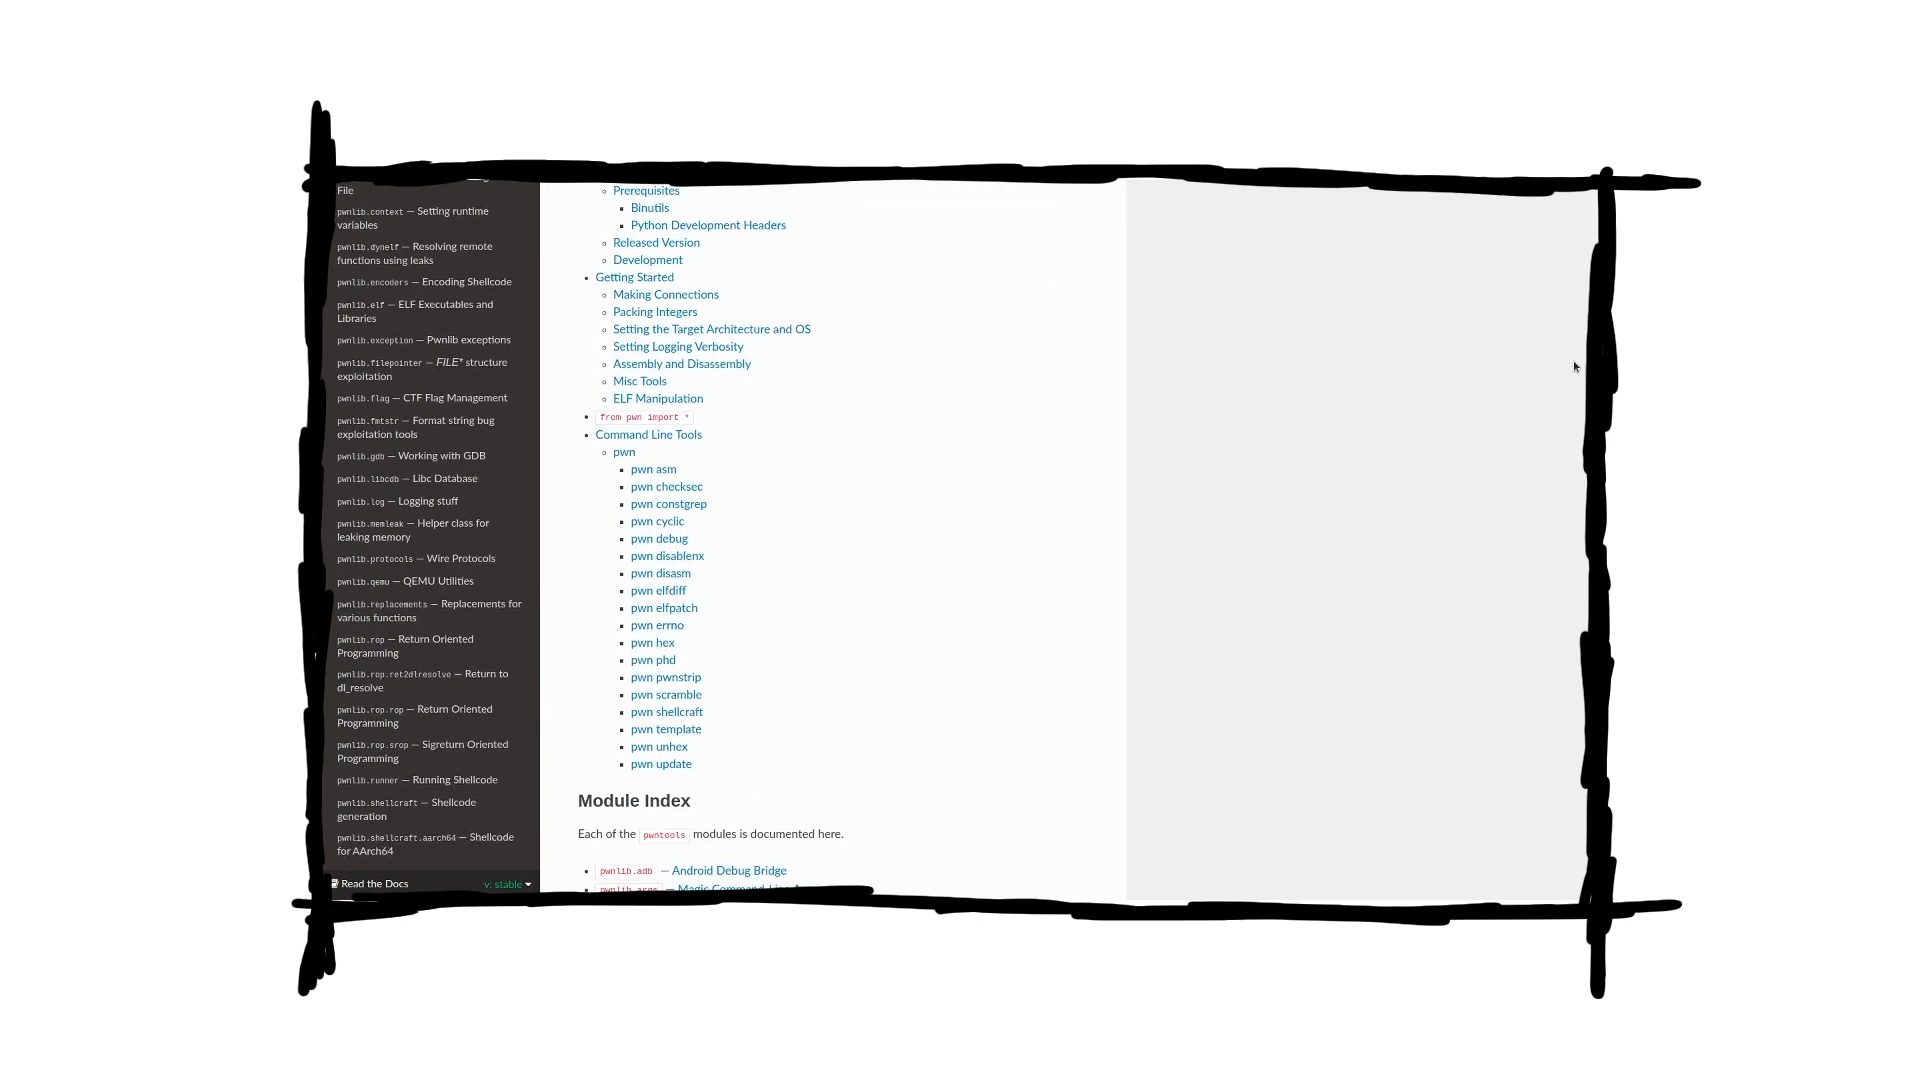 File
pwnlib.context — Setting runtime
variables
pwnlib.dynelf — Resolving remote
functions using leaks
pwnlib.encoders — Encoding Shellcode
pwnlib.elf — ELF Executables and
Libraries
pwnlib.exception — Pwnlib exceptions
pwnlib.filepointer — FILE* structure
exploitation
pwnlib.flag — CTF Flag Management
pwnlib.fmtstr — Format string bug
exploitation tools
pwnlib.gdb — Working with GDB
pwnlib.libcdb — Libc Database
pwnlib.log — Logging stuff
pwnlib.memleak — Helper class for
leaking memory
pwnlib.protocols — Wire Protocols
pwnlib.qemu — QEMU Utilities
pwnlib.replacements — Replacements for
various functions
pwnlib.rop — Return Oriented
Programming
pwnlib.rop.ret2dlresolve — Return to
dl_resolve
pwnlib.rop.rop — Return Oriented
Programming
pwnlib.rop.srop — Sigreturn Oriented
Programming
pwnlib.runner — Running Shellcode
pwnlib.shellcraft — Shellcode
generation
pwnlib.shellcraft.aarch64 — Shellcode
for AArch64
Read the Docs v: stable
Prerequisites
Binutils
Python Development Headers
Released Version
Development
Getting Started
Making Connections
Packing Integers
Setting the Target Architecture and OS
Setting Logging Verbosity
Assembly and Disassembly
Misc Tools
ELF Manipulation
from pwn import *
Command Line Tools
pwn
pwn asm
pwn checksec
pwn constgrep
pwn cyclic
pwn debug
pwn disablenx
pwn disasm
pwn elfdiff
pwn elfpatch
pwn errno
pwn hex
pwn phd
pwn pwnstrip
pwn scramble
pwn shellcraft
pwn template
pwn unhex
pwn update
Module Index
Each of the pwntools modules is documented here.
pwnlib.adb — Android Debug Bridge
pwnlib.args — Magic Command Line